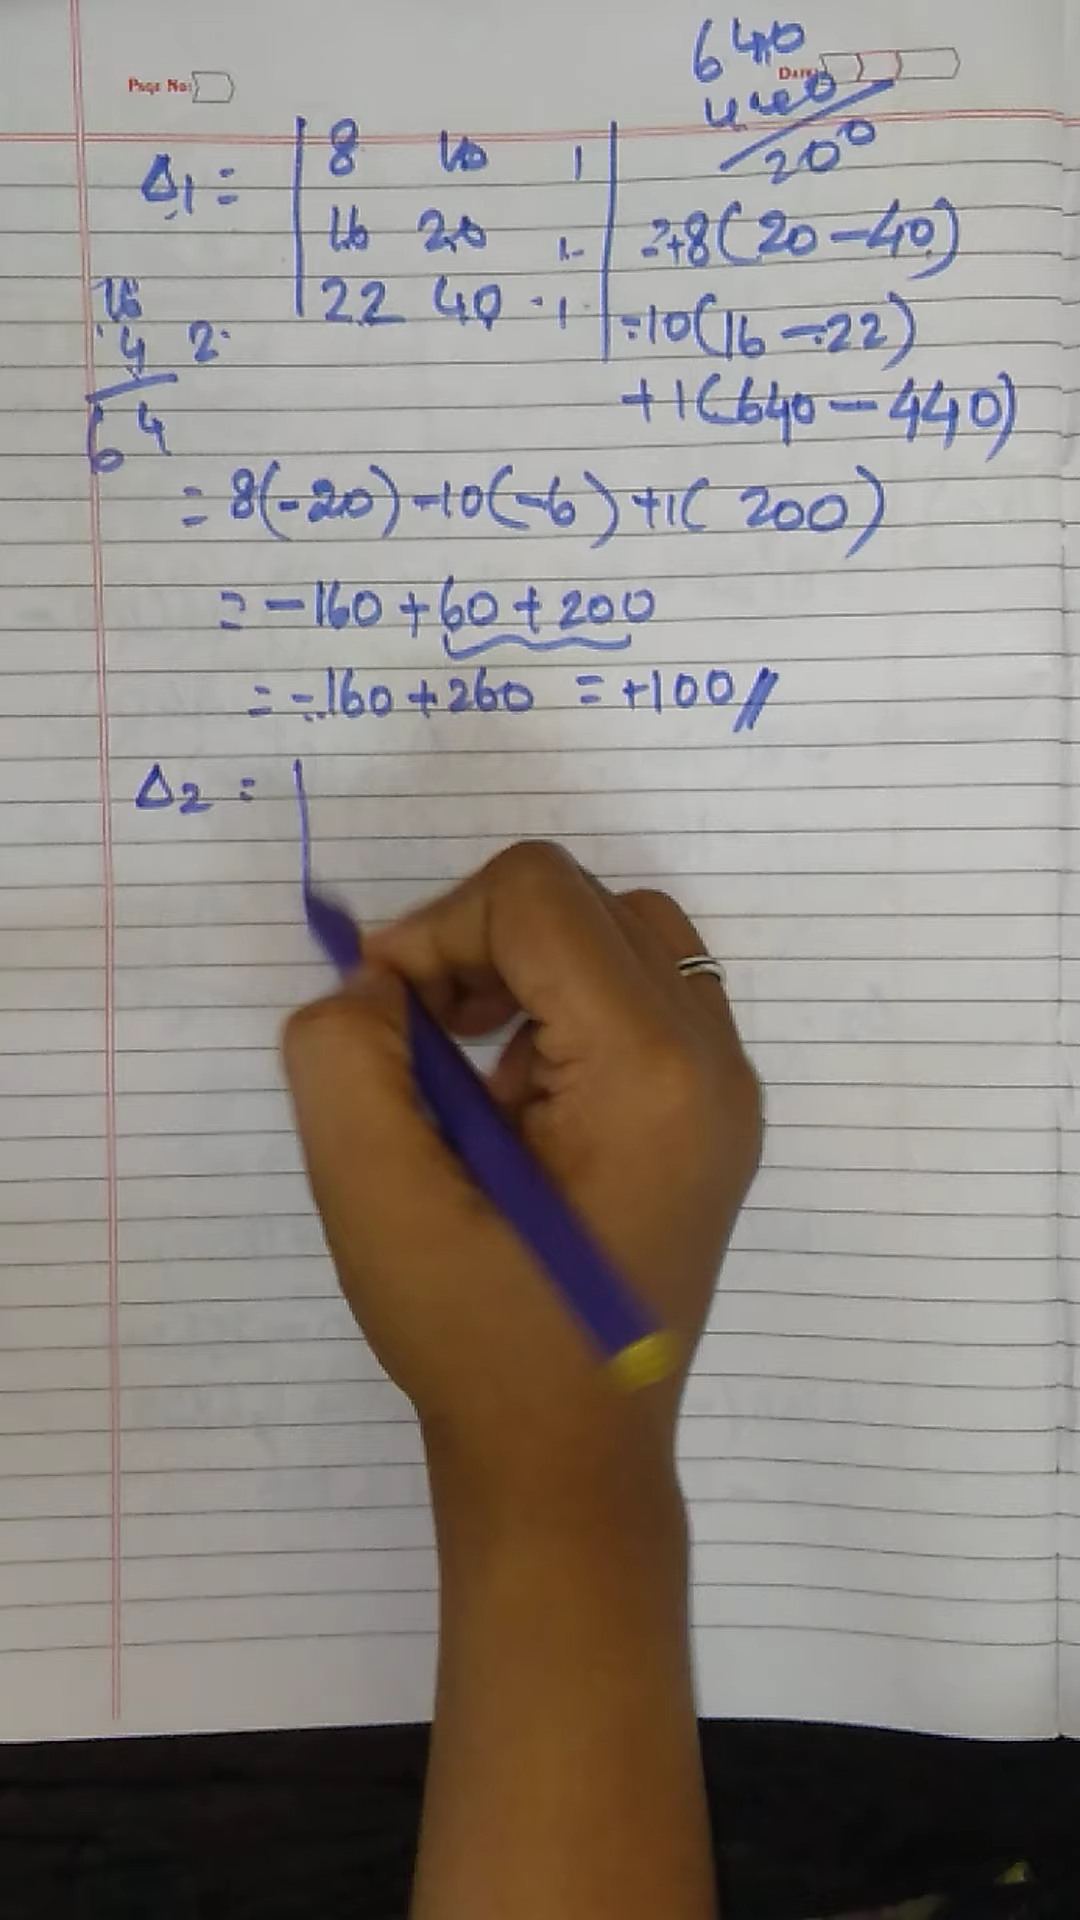 640
Page No:
Date
440
200
Δ1 = | 8 10 1 |
| 16 20 1 | = +8(20-40)
| 22 40 1 | -10(16-22)
16
4 2
64
+1(640-440)
= 8(-20)-10(-6)+1(200)
= -160+60+200
= -160+260 = +100//
Δ2 = |